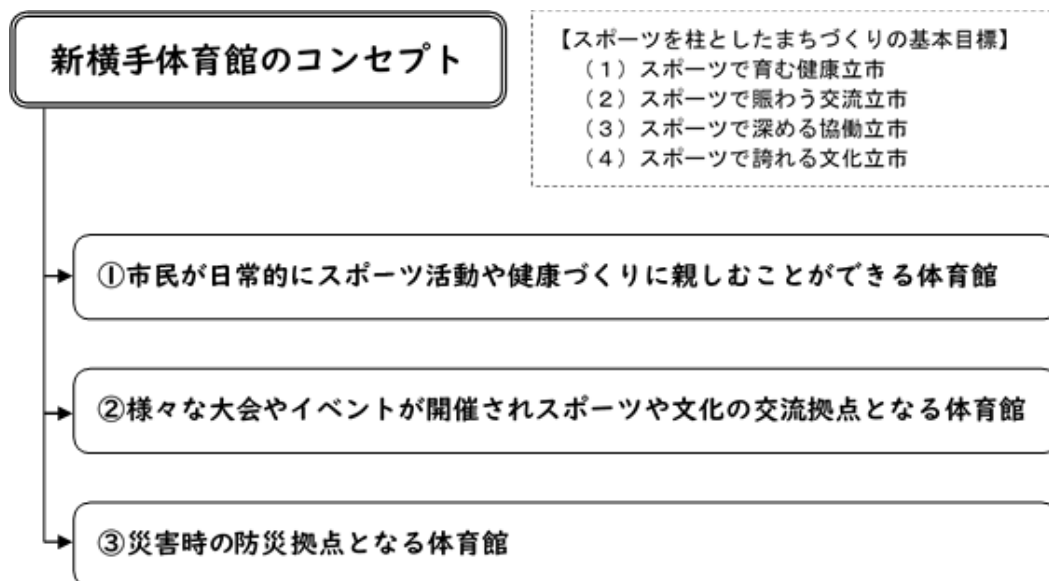 新横手体育館のコンセプト
【スポーツを柱としたまちづくりの基本目標】
（１）スポーツで育む健康立市
（２）スポーツで賑わう交流立市
（３）スポーツで深める協働立市
（４）スポーツで誇れる文化立市
①市民が日常的にスポーツ活動や健康づくりに親しむことができる体育館
②様々な大会やイベントが開催されスポーツや文化の交流拠点となる体育館
③災害時の防災拠点となる体育館